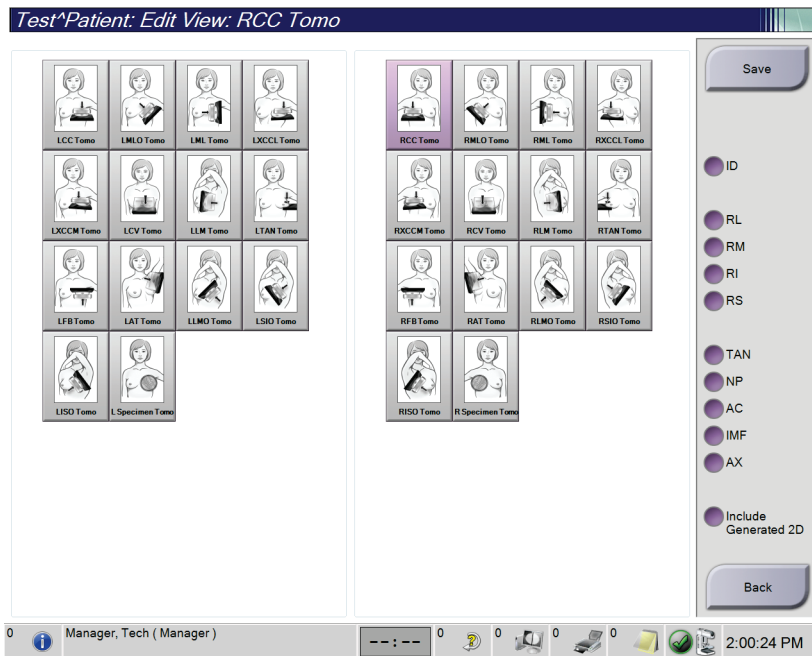 Test^Patient: Edit View: RCC Tomo
LCC Tomo LMLO Tomo LML Tomo LXCCL Tomo
LXCCM Tomo LCV Tomo LLM Tomo LTAN Tomo
LFB Tomo LAT Tomo LLMO Tomo LSIO Tomo
LISO Tomo L Specimen Tomo
RCC Tomo RMLO Tomo RML Tomo RXCCL Tomo
RXCCM Tomo RCV Tomo RLM Tomo RTAN Tomo
RFB Tomo RAT Tomo RLMO Tomo RSIO Tomo
RISO Tomo R Specimen Tomo
Save
ID
RL
RM
RI
RS
TAN
NP
AC
IMF
AX
Include
Generated 2D
Back
0 Manager, Tech ( Manager ) --:-- 0 0 0 0 2:00:24 PM